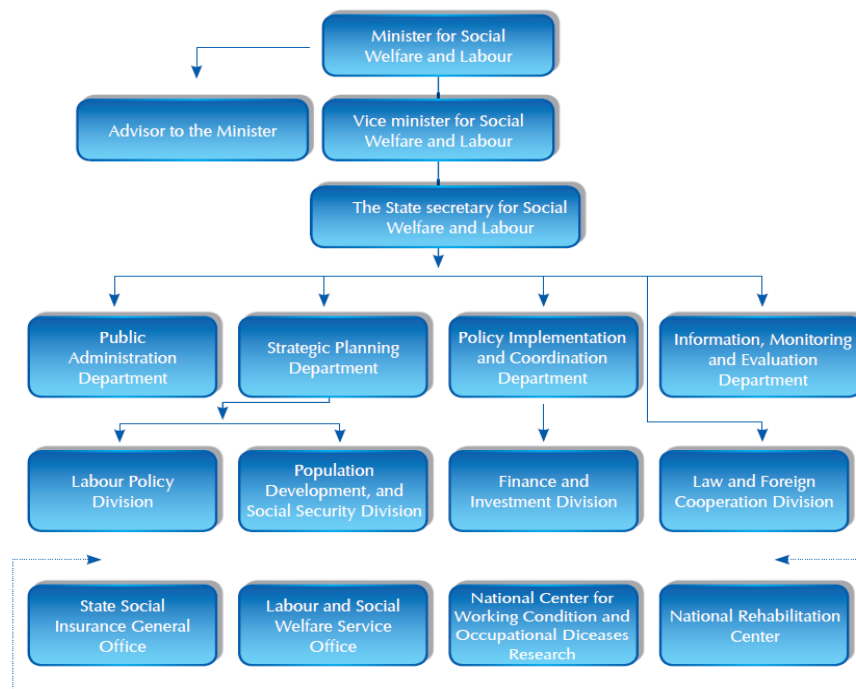 Minister for Social
Welfare and Labour
Advisor to the Minister
Vice minister for Social
Welfare and Labour
The State secretary for Social
Welfare and Labour
Public
Administration
Department
Strategic Planning
Department
Policy Implementation
and Coordination
Department
Information, Monitoring
and Evaluation
Department
Labour Policy
Division
Population
Development, and
Social Security Division
Finance and
Investment Division
Law and Foreign
Cooperation Division
State Social
Insurance General
Office
Labour and Social
Welfare Service
Office
National Center for
Working Condition and
Occupational Diceases
Research
National Rehabilitation
Center